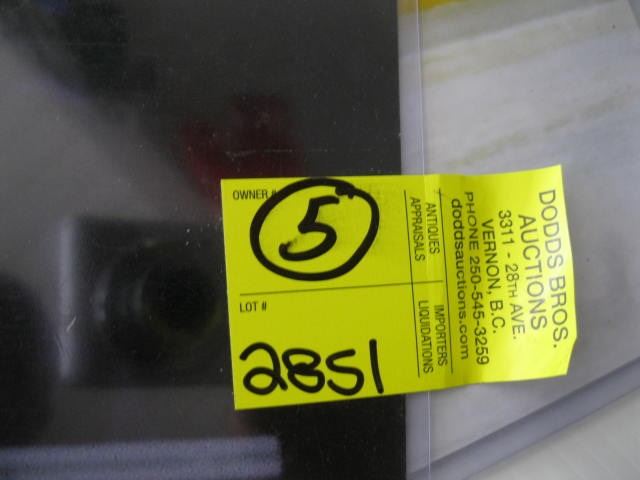 OWNER #
5
LOT #
2851
ANTIQUES
APPRAISALS
IMPORTERS
LIQUIDATIONS
DODDS BROS.
AUCTIONS
3311 - 28TH AVE.
VERNON, B.C.
PHONE 250-545-3259
doddsauctions.com